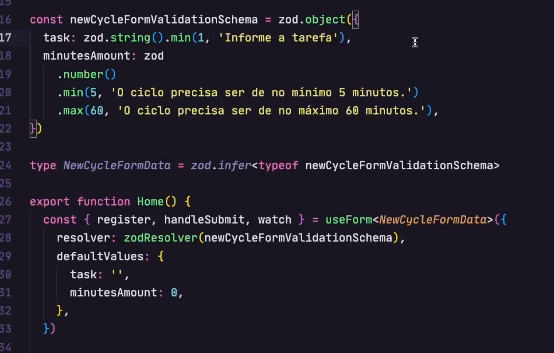 15
16 const newCycleFormValidationSchema = zod.object({
17 task: zod.string().min(1, 'Informe a tarefa'),
18 minutesAmount: zod
19 .number()
20 .min(5, 'O ciclo precisa ser de no mínimo 5 minutos.')
21 .max(60, 'O ciclo precisa ser de no máximo 60 minutos.'),
22 })
23
24 type NewCycleFormData = zod.infer<typeof newCycleFormValidationSchema>
25
26 export function Home() {
27 const { register, handleSubmit, watch } = useForm<NewCycleFormData>({
28 resolver: zodResolver(newCycleFormValidationSchema),
29 defaultValues: {
30 task: '',
31 minutesAmount: 0,
32 },
33 })
34